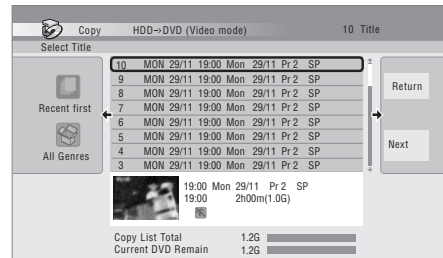 Copy HDD->DVD (Video mode) 10 Title
Select Title
Recent first
All Genres
10 MON 29/11 19:00 Mon 29/11 Pr 2 SP
9 MON 29/11 19:00 Mon 29/11 Pr 2 SP
8 MON 29/11 19:00 Mon 29/11 Pr 2 SP
7 MON 29/11 19:00 Mon 29/11 Pr 2 SP
6 MON 29/11 19:00 Mon 29/11 Pr 2 SP
5 MON 29/11 19:00 Mon 29/11 Pr 2 SP
4 MON 29/11 19:00 Mon 29/11 Pr 2 SP
3 MON 29/11 19:00 Mon 29/11 Pr 2 SP
Return
Next
19:00 Mon 29/11 Pr 2 SP
19:00 2h00m(1.0G)
Copy List Total 1.2G
Current DVD Remain 1.2G